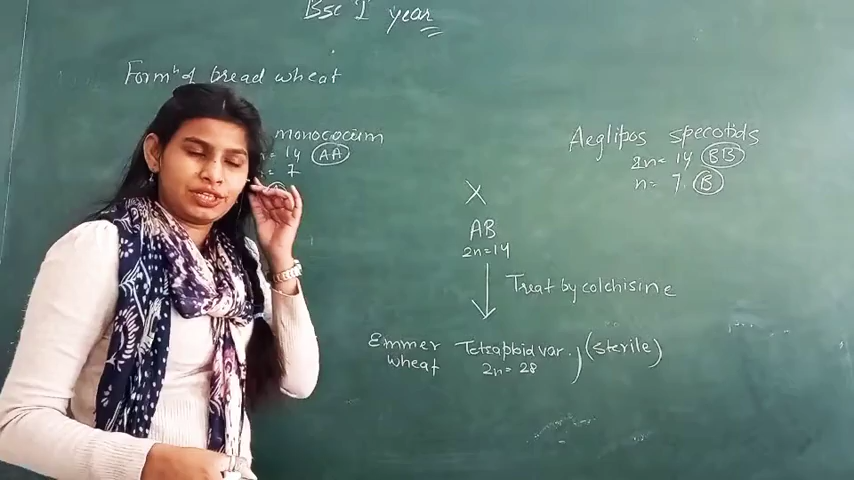 Bsc I year
Formn of bread wheat
monococcum
= 14 (AA)
= 7
Aeglipos specotids
2n= 14 (BB)
n= 7 (B)
X
AB
2n=14
Treat by colchisine
Emmer wheat
Tetraploid var. (sterile)
2n= 28